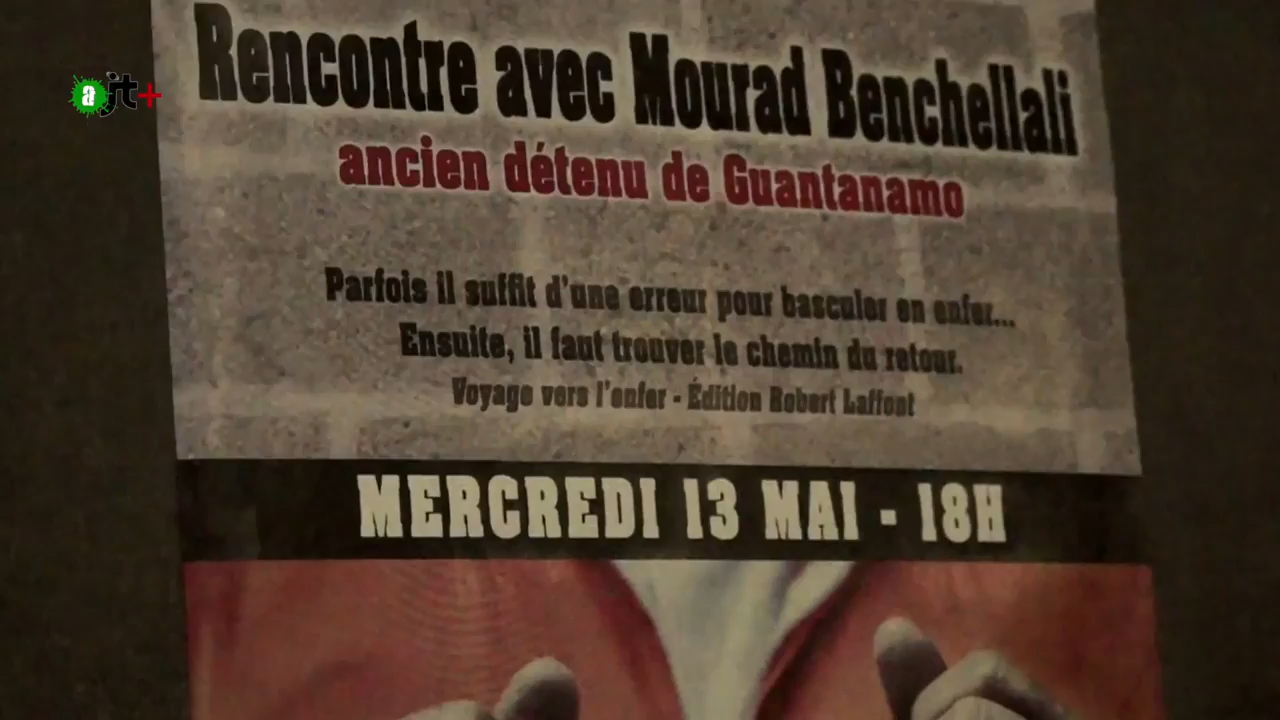 ajt+
Rencontre avec Mourad Benchellali
ancien détenu de Guantanamo
Parfois il suffit d'une erreur pour basculer en enfer...
Ensuite, il faut trouver le chemin du retour.
Voyage vers l'enfer - Édition Robert Laffont
MERCREDI 13 MAI - 18H